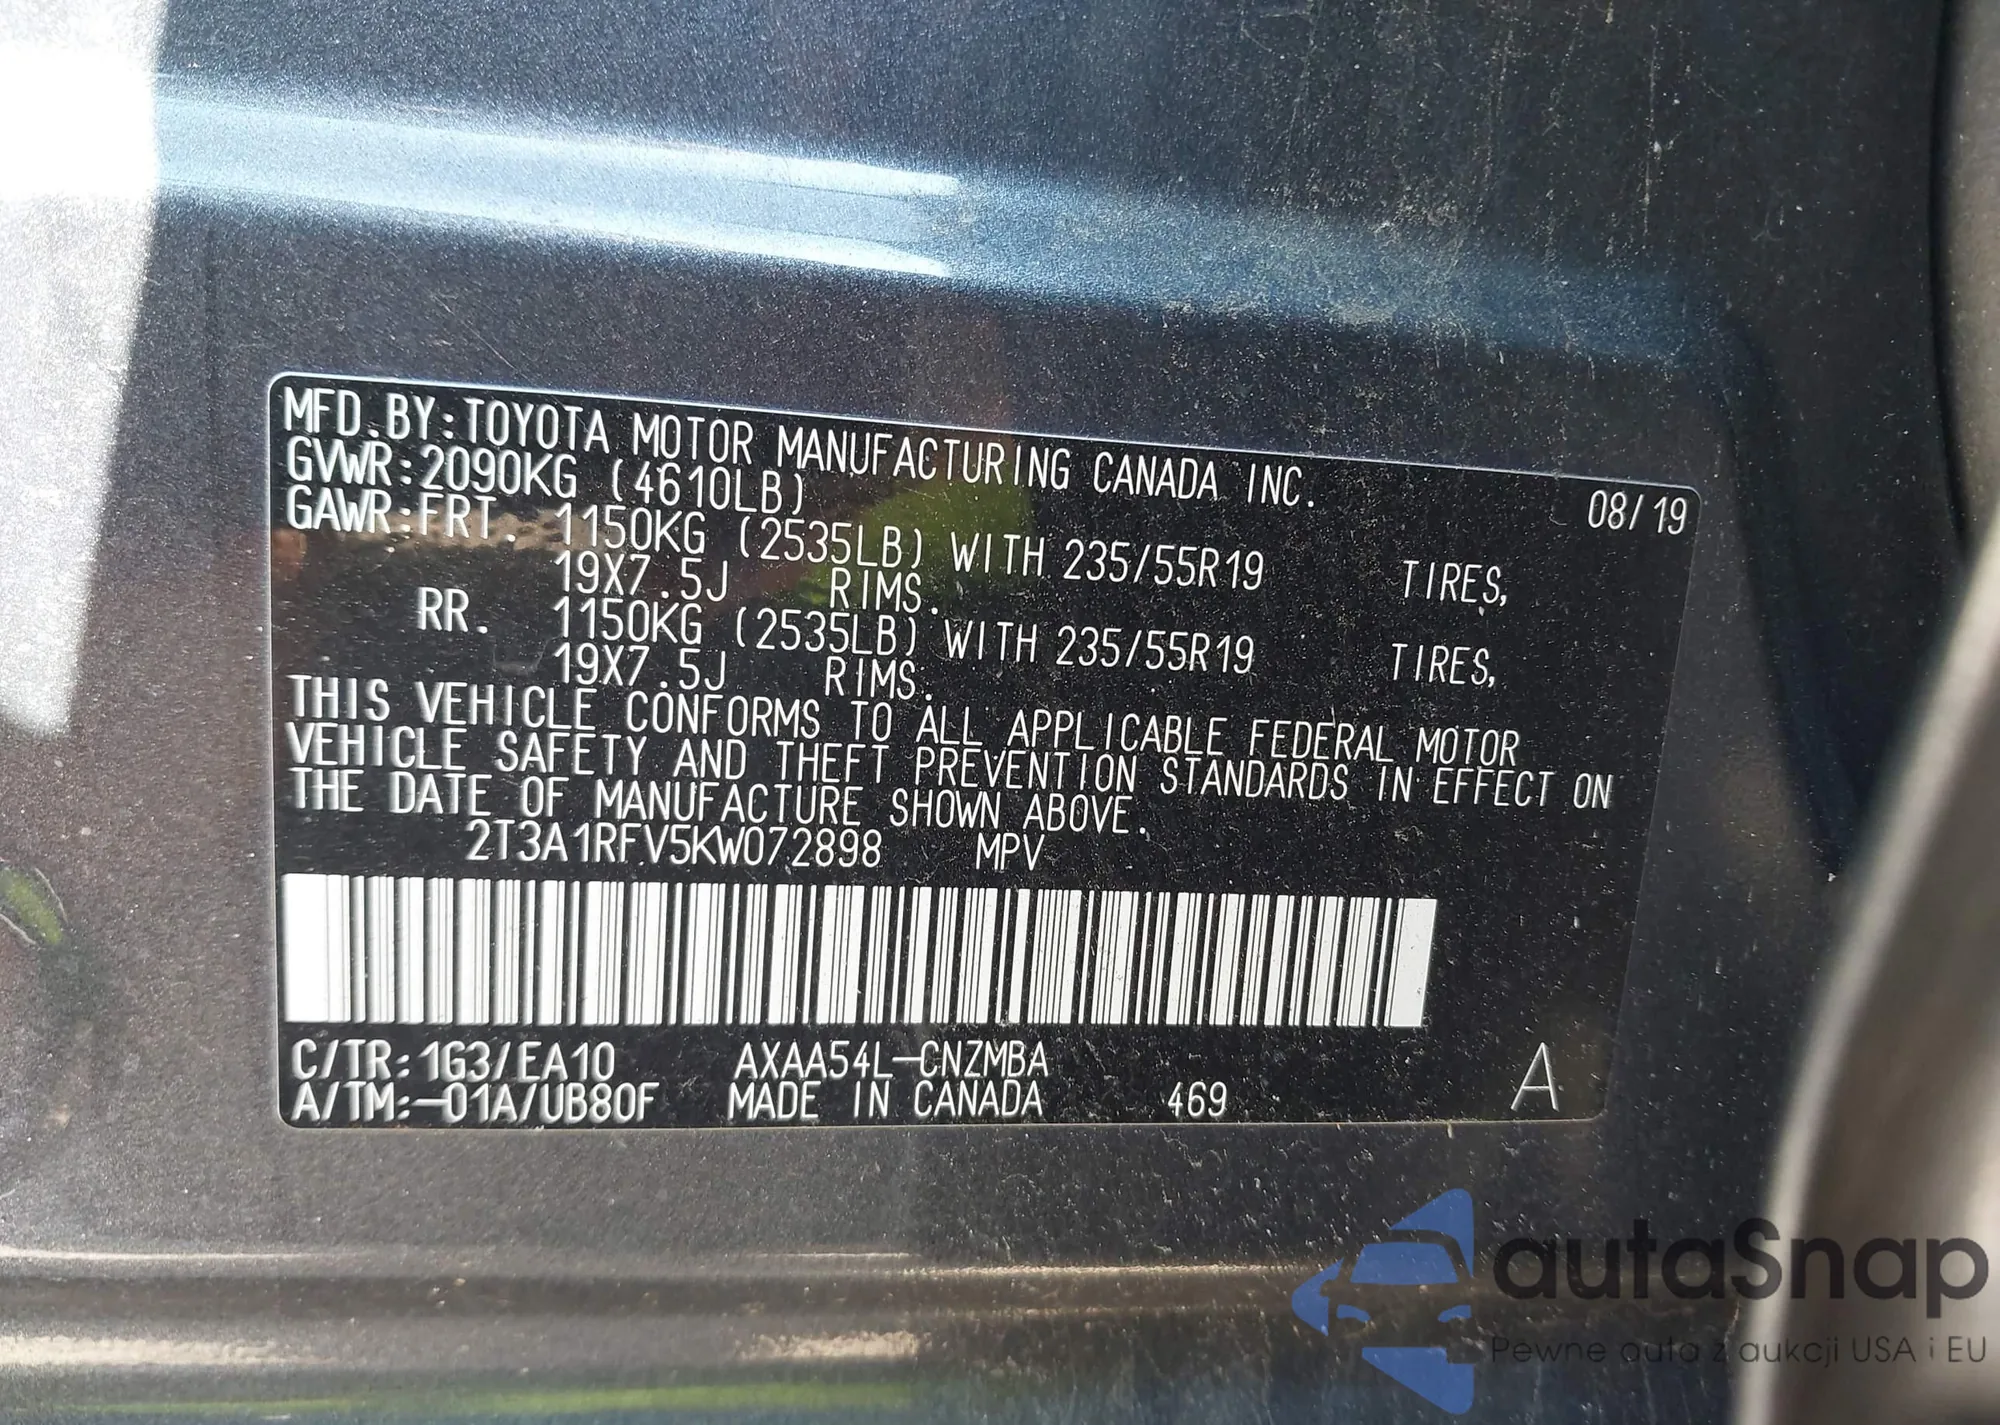 MFD.BY:TOYOTA MOTOR MANUFACTURING CANADA INC. 08/19
GVWR:2090KG (4610LB)
GAWR:FRT. 1150KG (2535LB) WITH 235/55R19 TIRES,
19X7.5J RIMS.
RR. 1150KG (2535LB) WITH 235/55R19 TIRES,
19X7.5J RIMS.
THIS VEHICLE CONFORMS TO ALL APPLICABLE FEDERAL MOTOR
VEHICLE SAFETY AND THEFT PREVENTION STANDARDS IN EFFECT ON
THE DATE OF MANUFACTURE SHOWN ABOVE.
2T3A1RFV5KW072898 MPV
C/TR:1G3/EA10 AXAA54L-CNZMBA
A/TM:-01A/UB80F MADE IN CANADA 469 A
autaSnap
Pewne auta z aukcji USA i EU